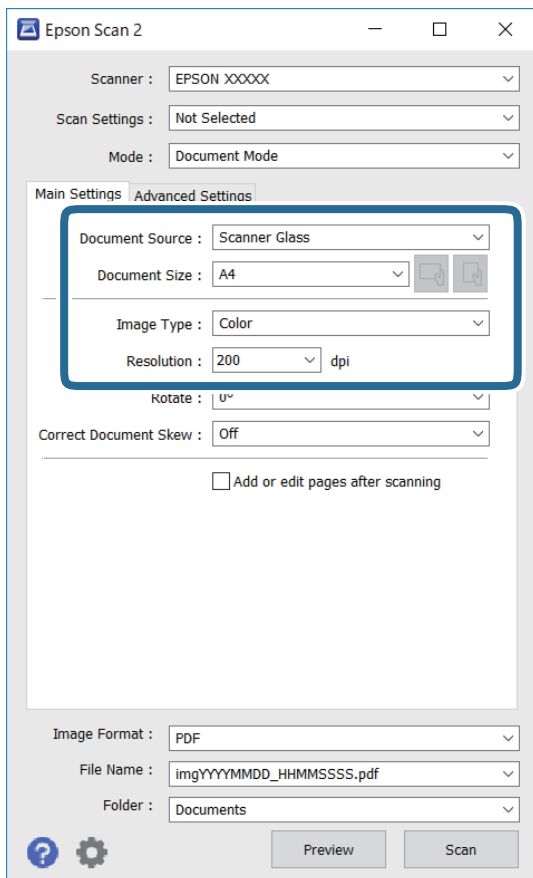 Epson Scan 2
Scanner : EPSON XXXXX
Scan Settings : Not Selected
Mode : Document Mode
Main Settings Advanced Settings
Document Source : Scanner Glass
Document Size : A4
Image Type : Color
Resolution : 200 dpi
Rotate : 0°
Correct Document Skew : Off
Add or edit pages after scanning
Image Format : PDF
File Name : imgYYYYMMDD_HHMMSSSS.pdf
Folder : Documents
? Preview Scan